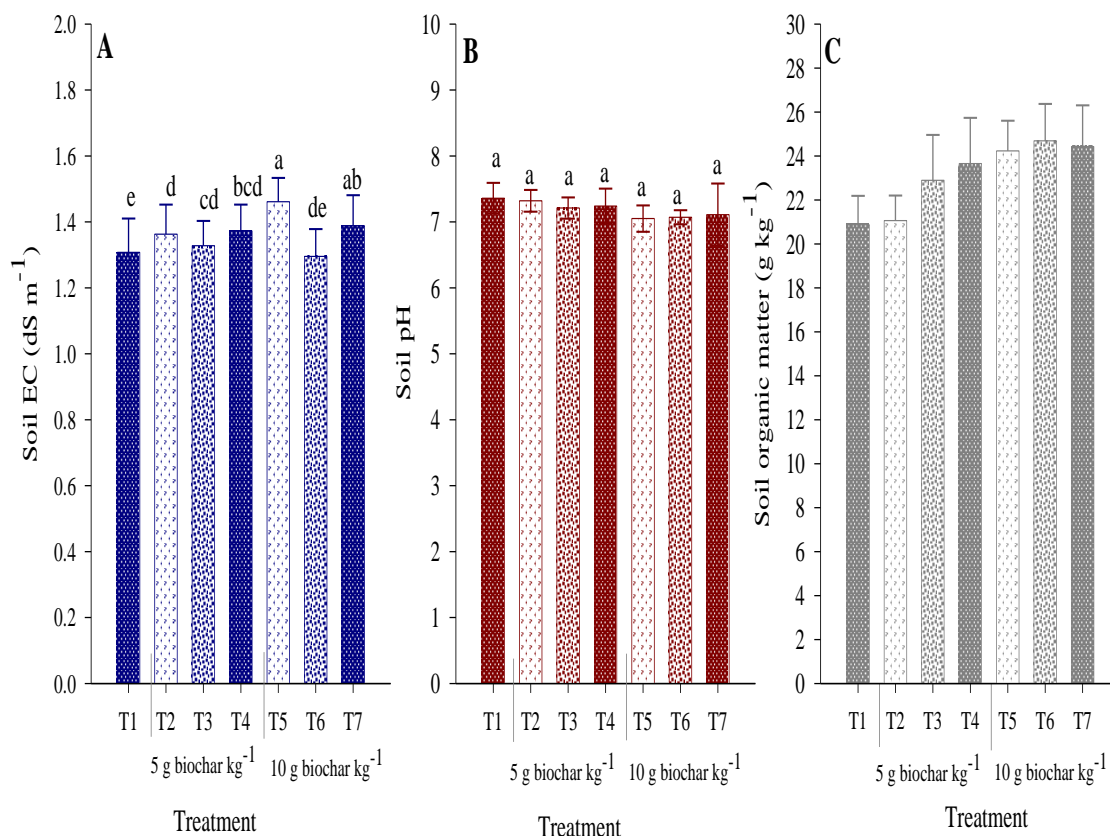 A
Soil EC (dS m⁻¹)
2.0
1.8
1.6
1.4
1.2
1.0
0.8
0.6
0.4
0.2
0.0
e d cd bcd a de ab
T1 T2 T3 T4 T5 T6 T7
5 g biochar kg⁻¹ 10 g biochar kg⁻¹
Treatment
B
Soil pH
10
9
8
7
6
5
4
3
2
1
0
a a a a a a a
T1 T2 T3 T4 T5 T6 T7
5 g biochar kg⁻¹ 10 g biochar kg⁻¹
Treatment
C
Soil organic matter (g kg⁻¹)
30
28
26
24
22
20
18
16
14
12
10
8
6
4
2
0
T1 T2 T3 T4 T5 T6 T7
5 g biochar kg⁻¹ 10 g biochar kg⁻¹
Treatment